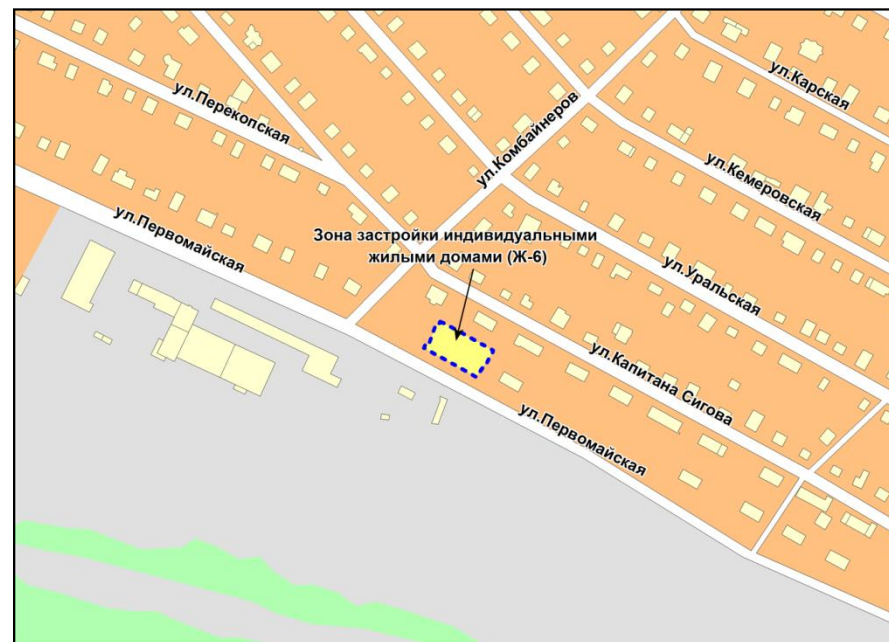 ул.Карская
ул.Перекопская
ул.Комбайнеров
ул.Кемеровская
ул.Первомайская
Зона застройки индивидуальными
жилыми домами (Ж-6)
ул.Уральская
ул.Капитана Сигова
ул.Первомайская